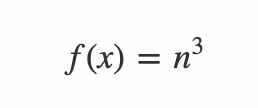 f(x) = n³